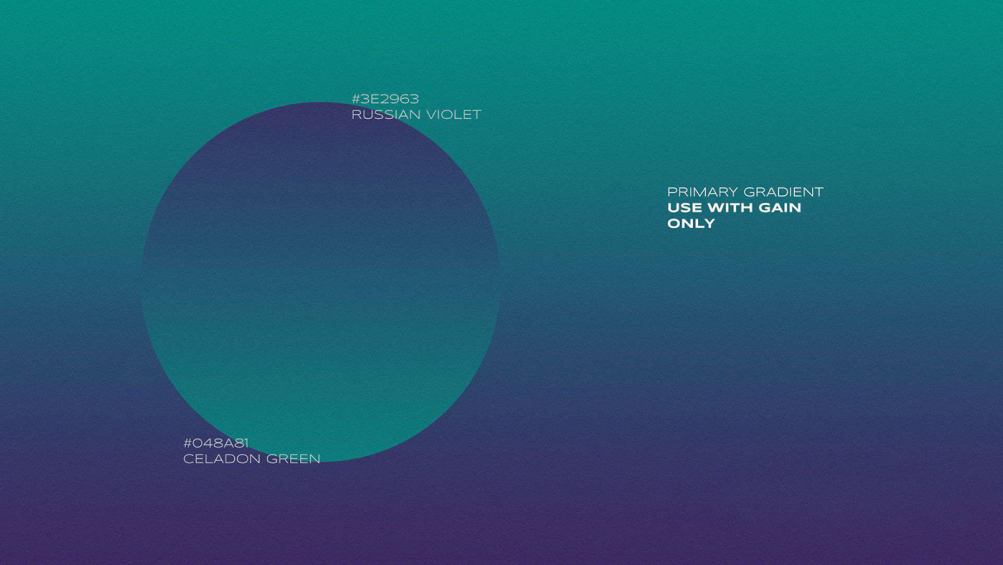 #3E2963
RUSSIAN VIOLET
PRIMARY GRADIENT
USE WITH GAIN
ONLY
#048A81
CELADON GREEN